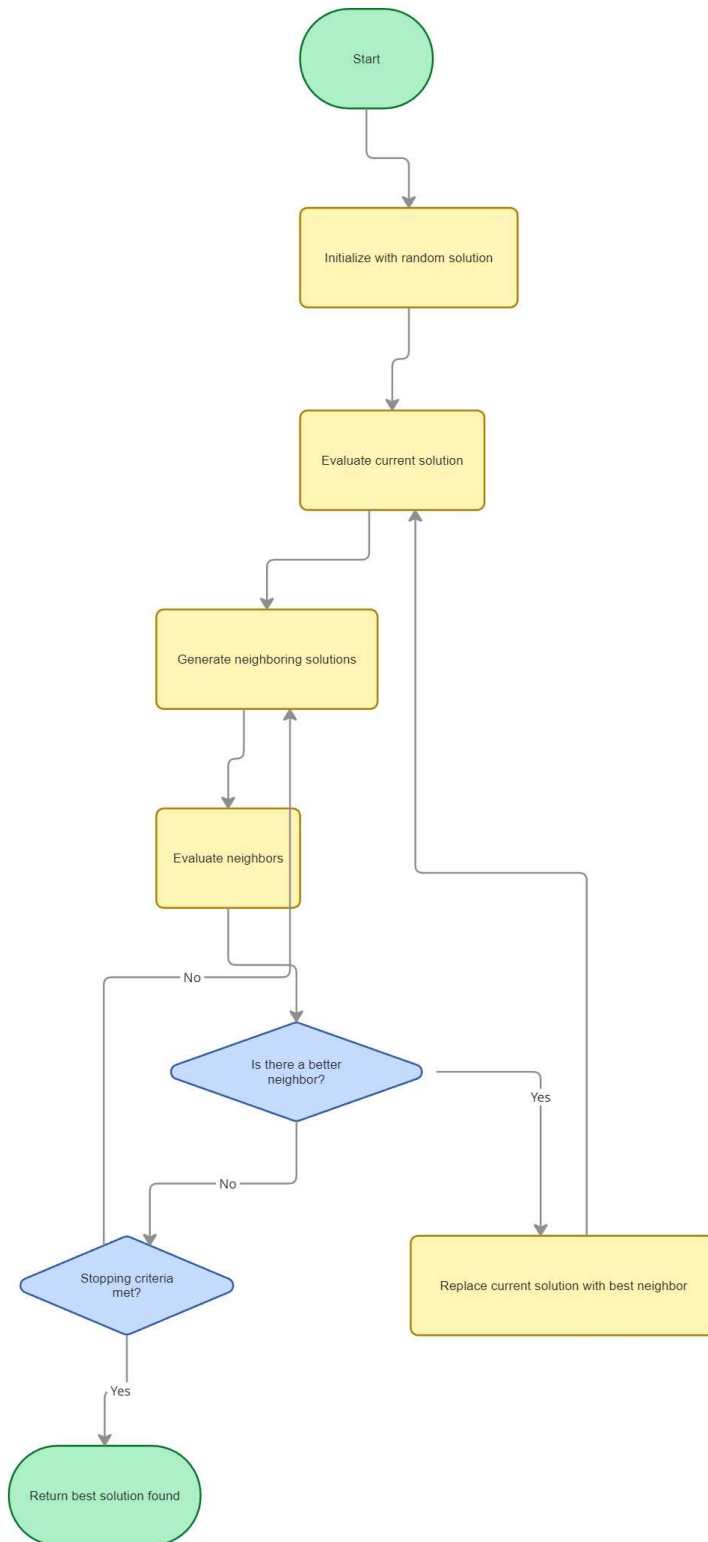 Start
Initialize with random solution
Evaluate current solution
Generate neighboring solutions
Evaluate neighbors
No
Is there a better
neighbor?
Yes
No
Stopping criteria
met?
Replace current solution with best neighbor
Yes
Return best solution found